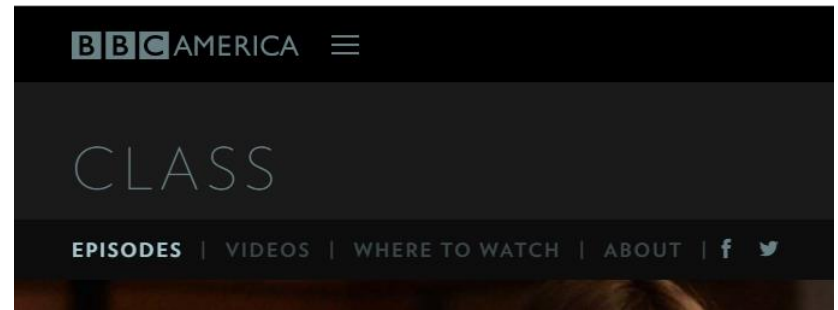 BBC AMERICA
CLASS
EPISODES | VIDEOS | WHERE TO WATCH | ABOUT |